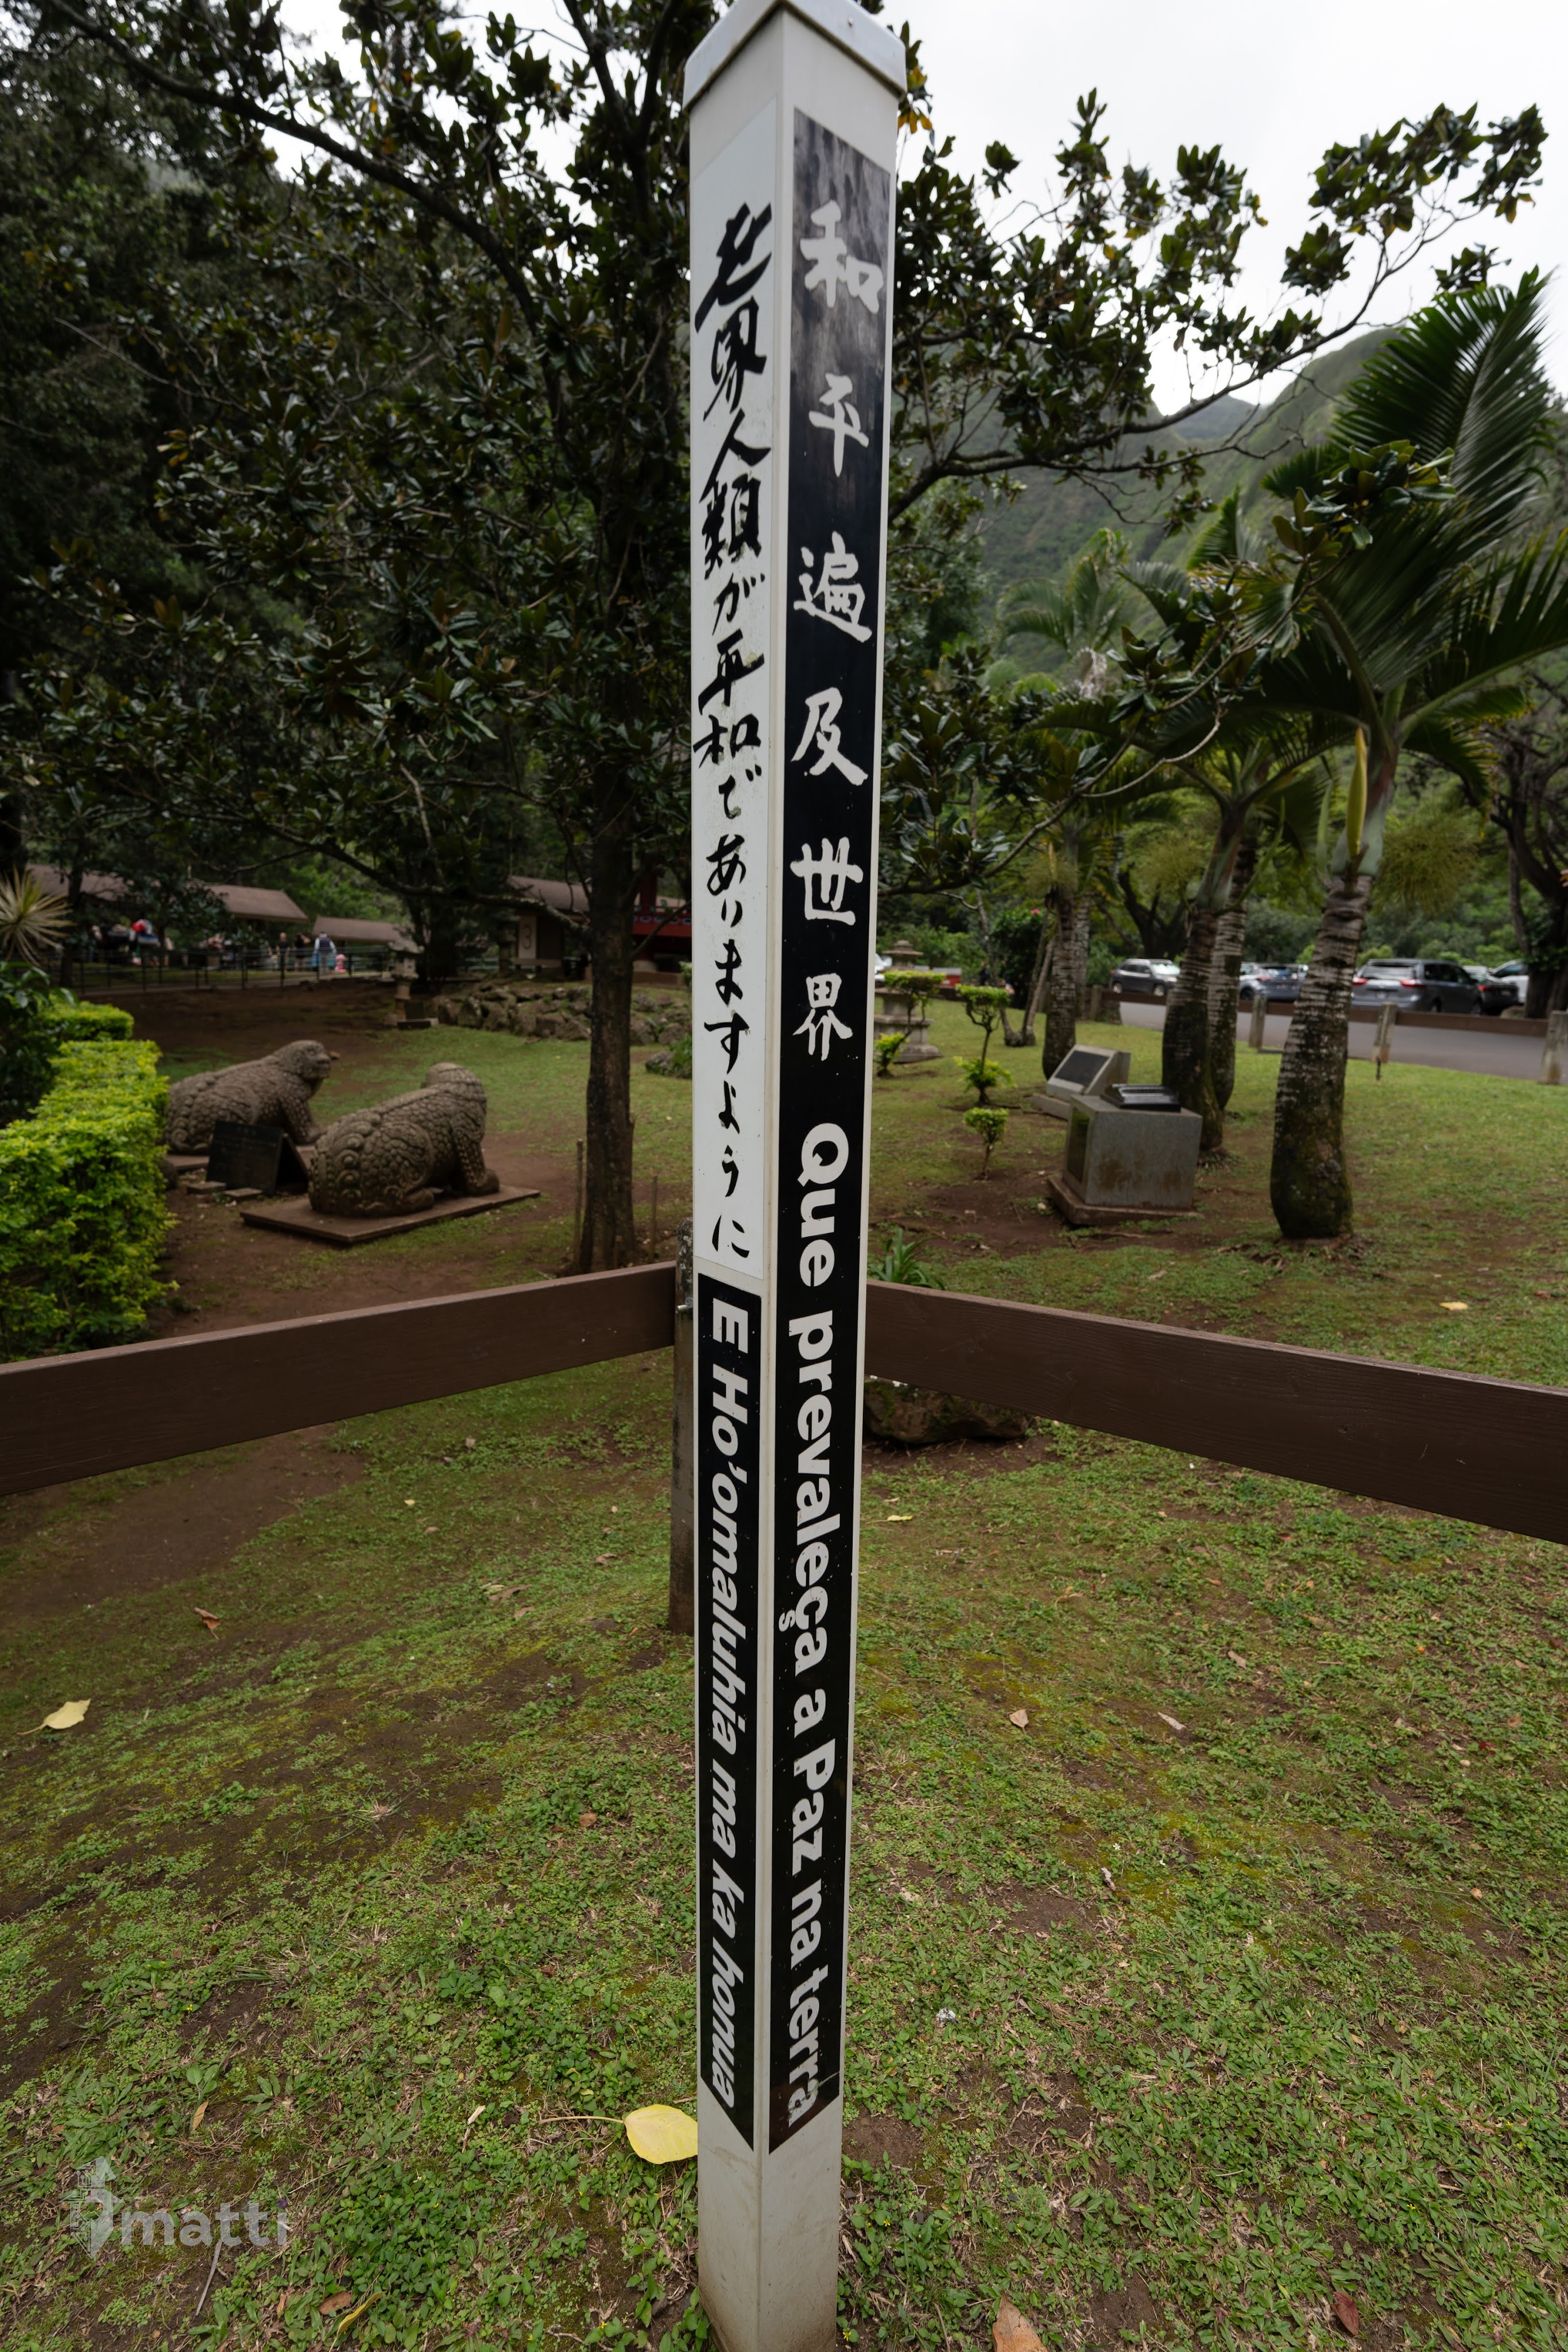 世界人類が平和でありますように
E Ho'omaluhia ma ka honua
和平遍及世界
Que prevaleça a Paz na terra
matti